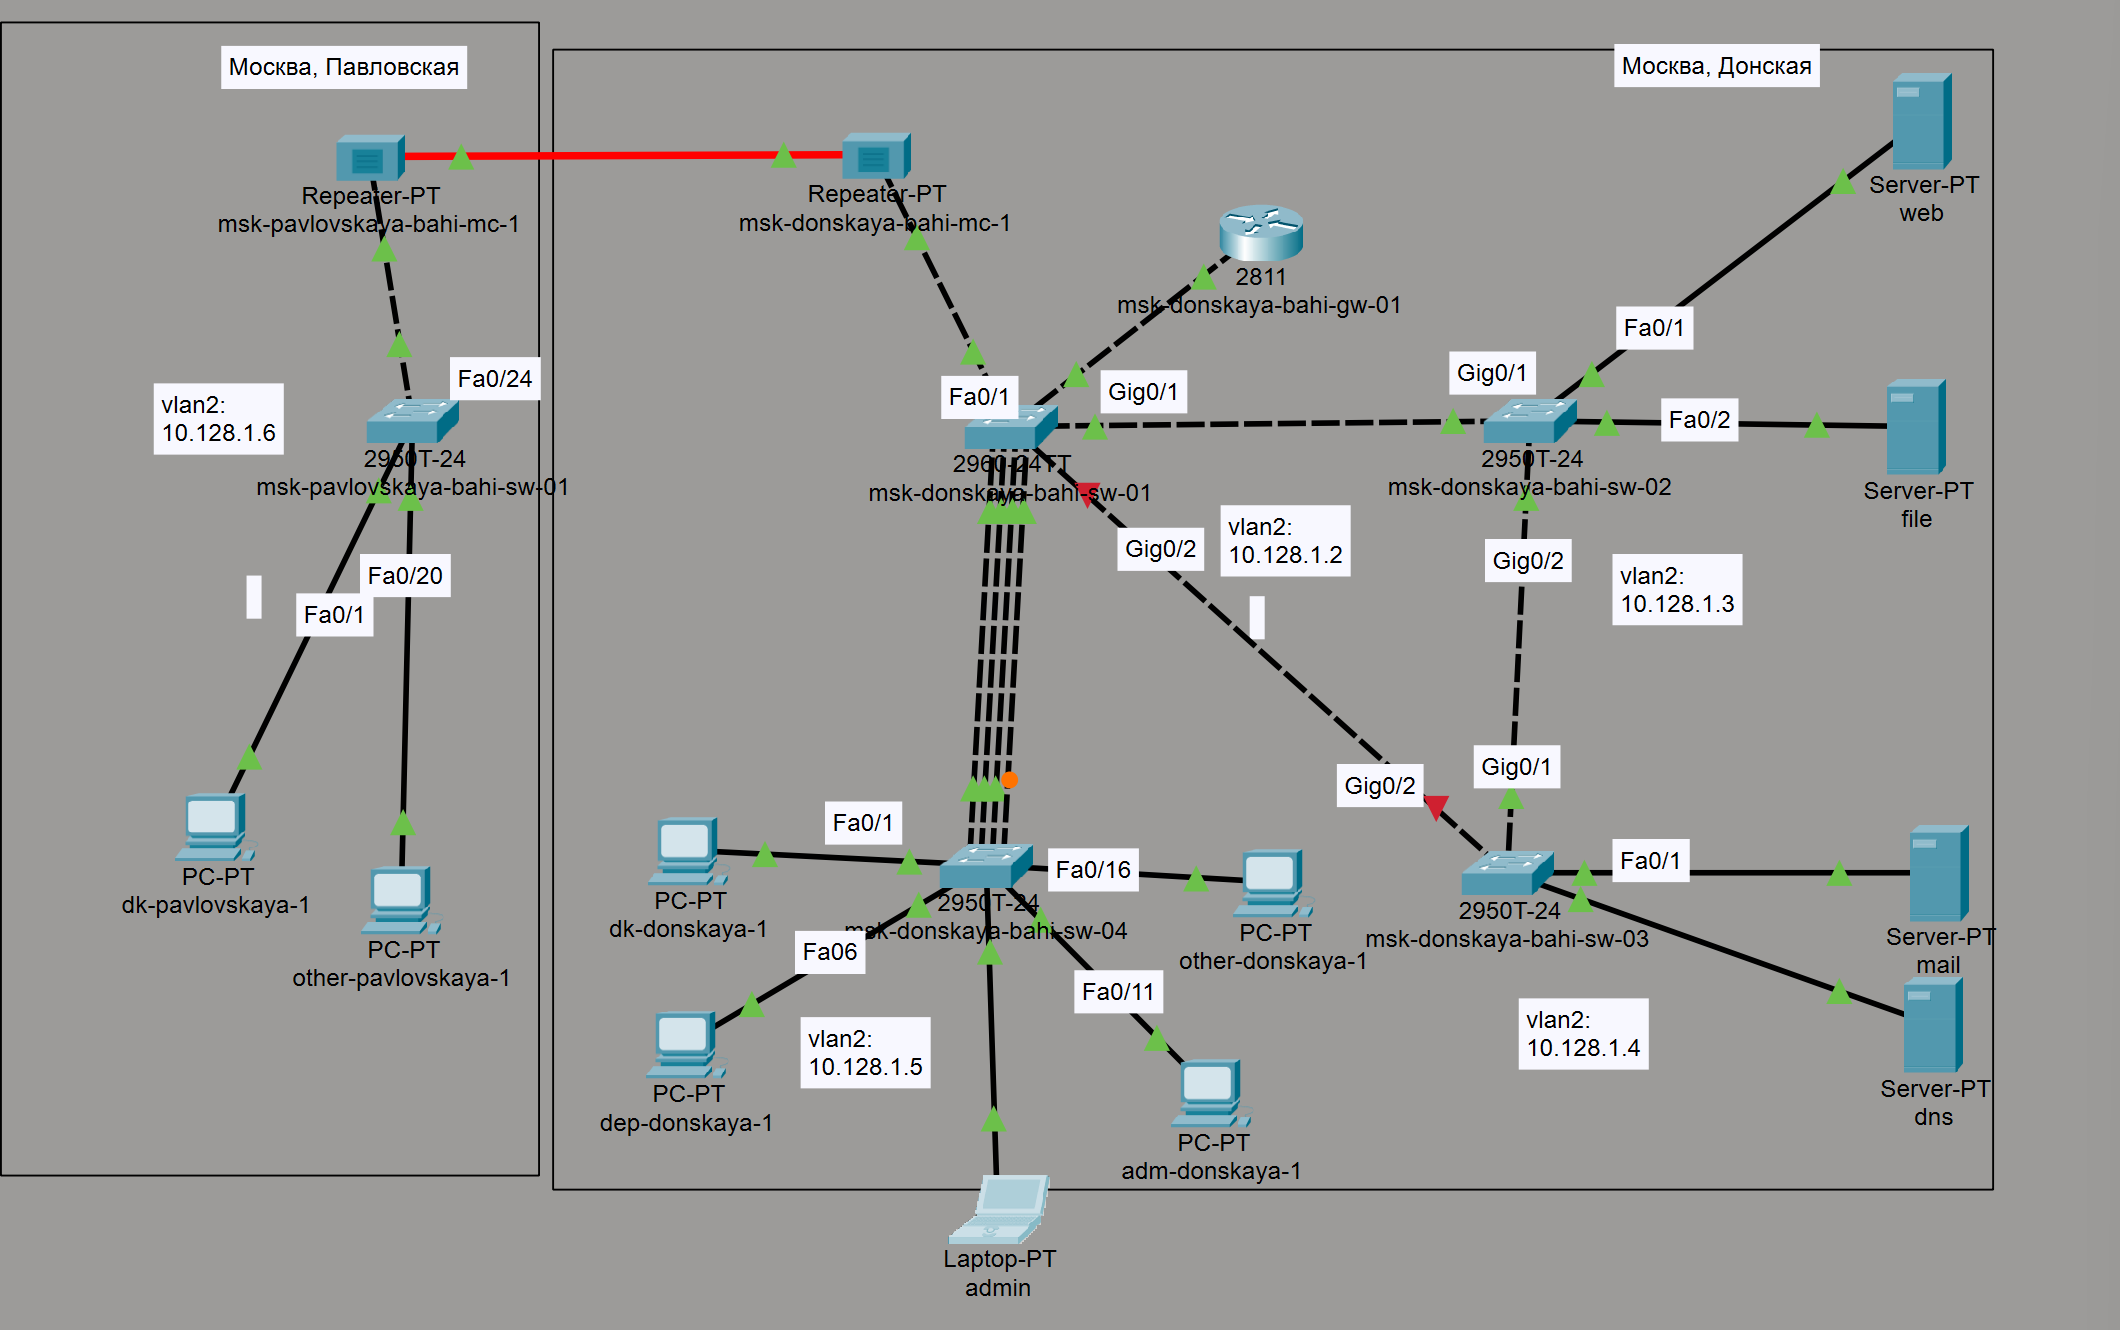 Москва, Павловская
Москва, Донская
Repeater-PT
msk-pavlovskaya-bahi-mc-1
Repeater-PT
msk-donskaya-bahi-mc-1
2811
msk-donskaya-bahi-gw-01
Server-PT
web
Fa0/24
vlan2:
10.128.1.6
2950T-24
msk-pavlovskaya-bahi-sw-01
Fa0/20
Fa0/1
PC-PT
dk-pavlovskaya-1
PC-PT
other-pavlovskaya-1
Fa0/1
Gig0/1
2960-24TT
msk-donskaya-bahi-sw-01
Gig0/2
vlan2:
10.128.1.2
Gig0/1
Fa0/1
Fa0/2
2950T-24
msk-donskaya-bahi-sw-02
Server-PT
file
Gig0/2
vlan2:
10.128.1.3
Gig0/1
Gig0/2
Fa0/1
PC-PT
dk-donskaya-1
Fa0/16
2950T-24
msk-donskaya-bahi-sw-04
PC-PT
other-donskaya-1
Fa06
Fa0/11
PC-PT
dep-donskaya-1
vlan2:
10.128.1.5
PC-PT
adm-donskaya-1
Laptop-PT
admin
Fa0/1
2950T-24
msk-donskaya-bahi-sw-03
Server-PT
mail
vlan2:
10.128.1.4
Server-PT
dns